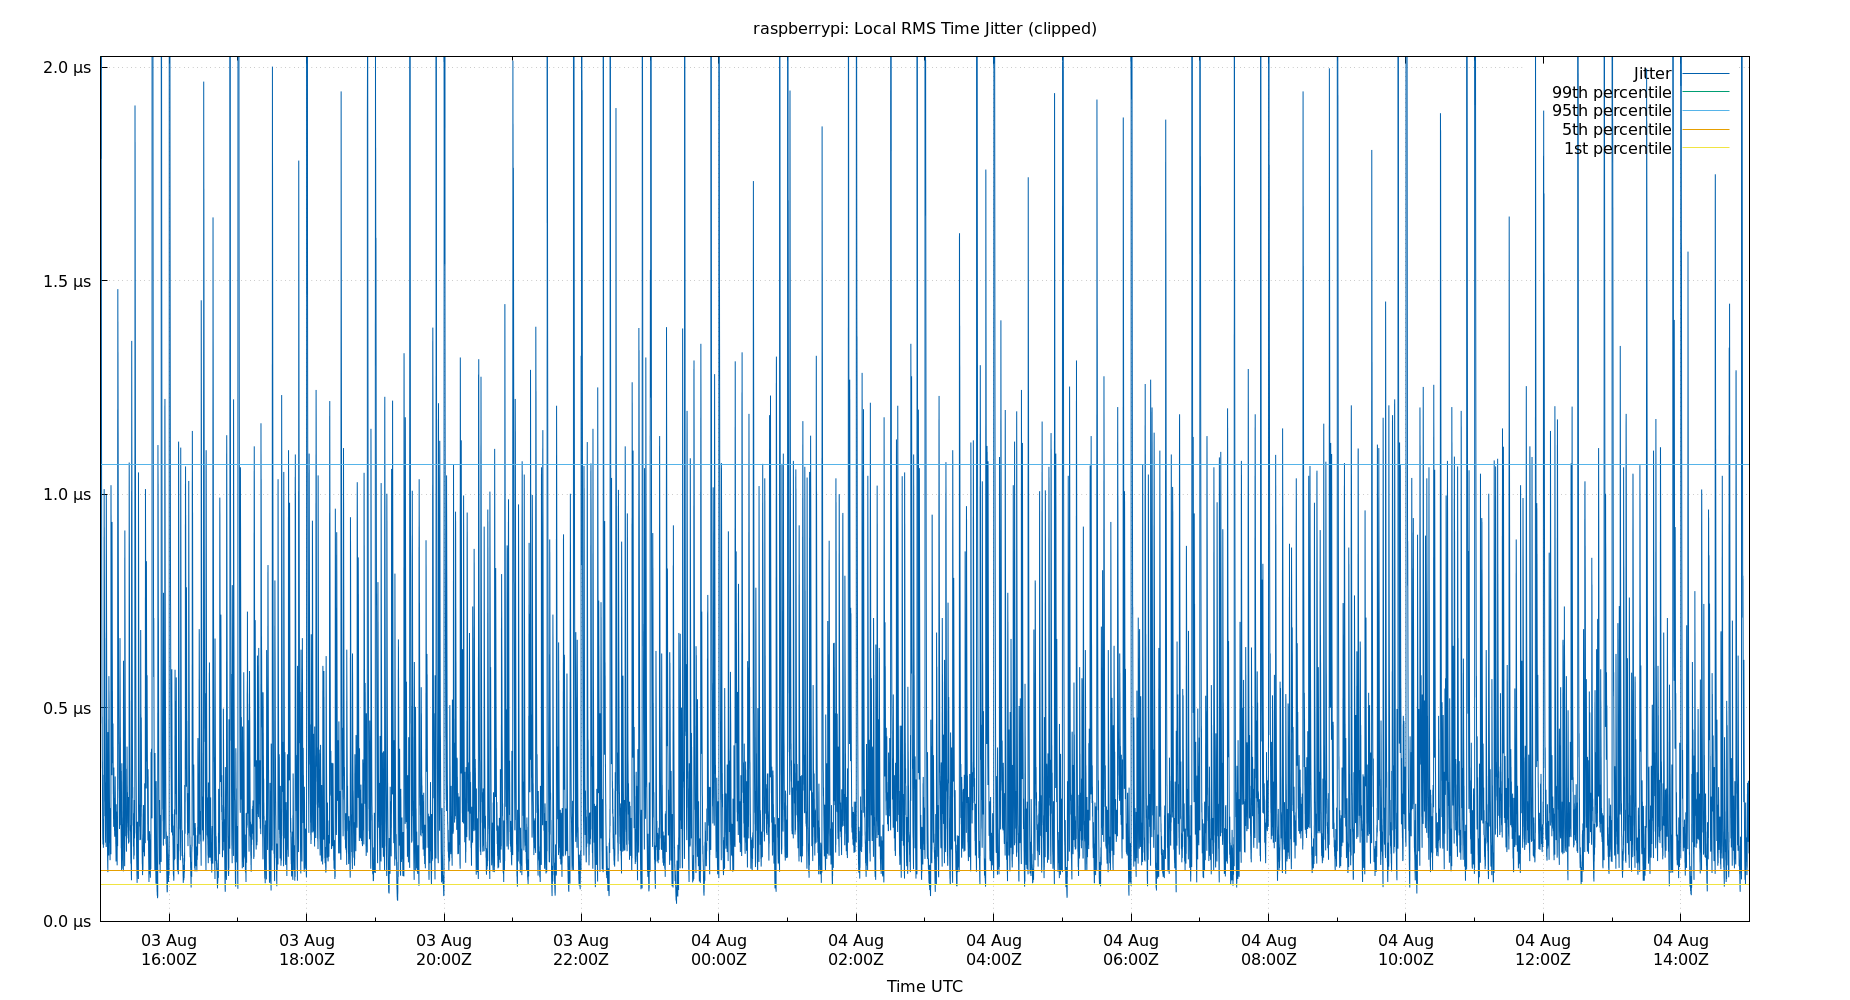 raspberrypi: Local RMS Time Jitter (clipped)
2.0 µs
1.5 µs
1.0 µs
0.5 µs
0.0 µs
Jitter
99th percentile
95th percentile
5th percentile
1st percentile
03 Aug
16:00Z
03 Aug
18:00Z
03 Aug
20:00Z
03 Aug
22:00Z
04 Aug
00:00Z
04 Aug
02:00Z
04 Aug
04:00Z
04 Aug
06:00Z
04 Aug
08:00Z
04 Aug
10:00Z
04 Aug
12:00Z
04 Aug
14:00Z
Time UTC